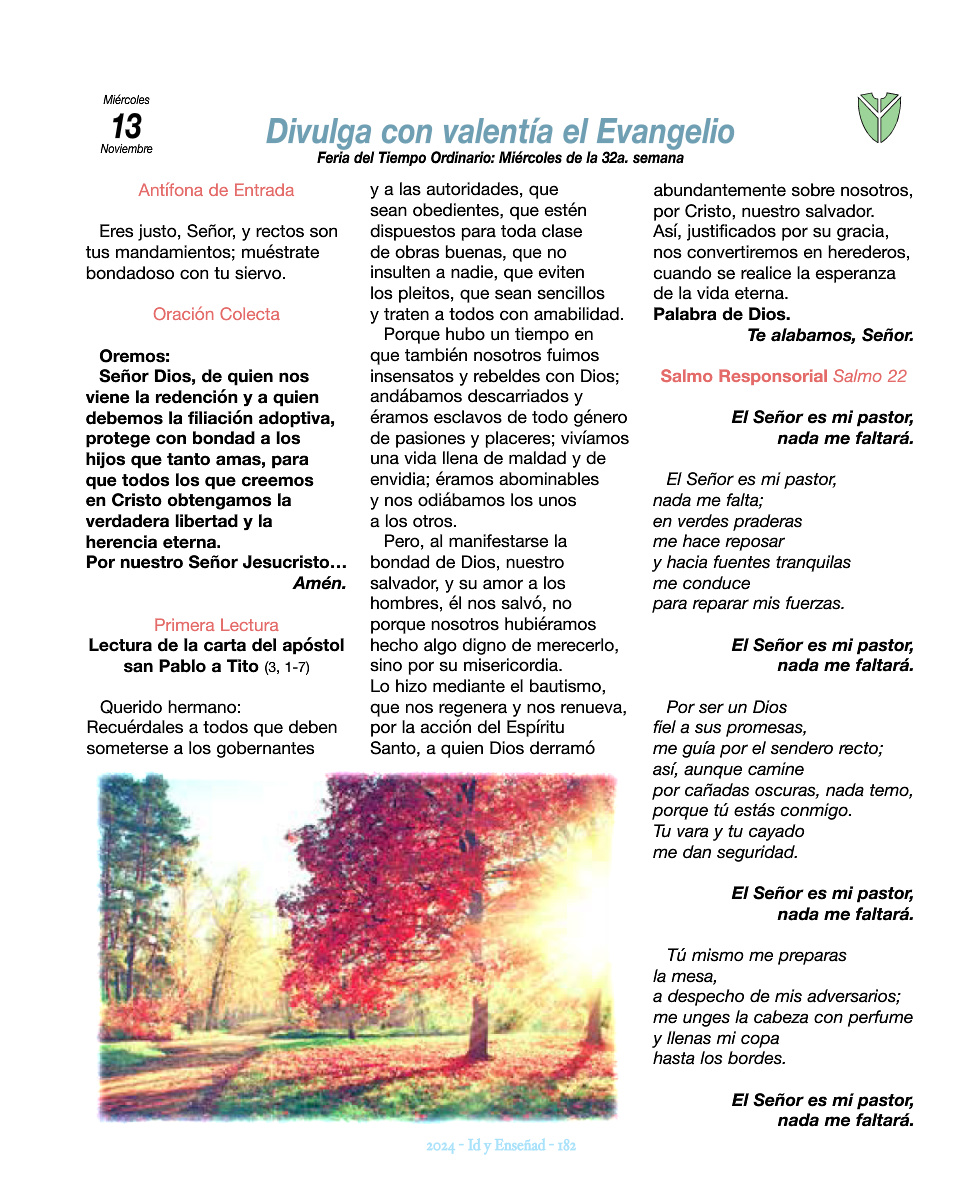 Miércoles
13
Noviembre
Divulga con valentía el Evangelio
Feria del Tiempo Ordinario: Miércoles de la 32a. semana
Antífona de Entrada
Eres justo, Señor, y rectos son
tus mandamientos; muéstrate
bondadoso con tu siervo.
Oración Colecta
Oremos:
Señor Dios, de quien nos
viene la redención y a quien
debemos la filiación adoptiva,
protege con bondad a los
hijos que tanto amas, para
que todos los que creemos
en Cristo obtengamos la
verdadera libertad y la
herencia eterna.
Por nuestro Señor Jesucristo…
Amén.
Primera Lectura
Lectura de la carta del apóstol
san Pablo a Tito (3, 1-7)
Querido hermano:
Recuérdales a todos que deben
someterse a los gobernantes
y a las autoridades, que
sean obedientes, que estén
dispuestos para toda clase
de obras buenas, que no
insulten a nadie, que eviten
los pleitos, que sean sencillos
y traten a todos con amabilidad.
Porque hubo un tiempo en
que también nosotros fuimos
insensatos y rebeldes con Dios;
andábamos descarriados y
éramos esclavos de todo género
de pasiones y placeres; vivíamos
una vida llena de maldad y de
envidia; éramos abominables
y nos odiábamos los unos
a los otros.
Pero, al manifestarse la
bondad de Dios, nuestro
salvador, y su amor a los
hombres, él nos salvó, no
porque nosotros hubiéramos
hecho algo digno de merecerlo,
sino por su misericordia.
Lo hizo mediante el bautismo,
que nos regenera y nos renueva,
por la acción del Espíritu
Santo, a quien Dios derramó
abundantemente sobre nosotros,
por Cristo, nuestro salvador.
Así, justificados por su gracia,
nos convertiremos en herederos,
cuando se realice la esperanza
de la vida eterna.
Palabra de Dios.
Te alabamos, Señor.
Salmo Responsorial Salmo 22
El Señor es mi pastor,
nada me faltará.
El Señor es mi pastor,
nada me falta;
en verdes praderas
me hace reposar
y hacia fuentes tranquilas
me conduce
para reparar mis fuerzas.
El Señor es mi pastor,
nada me faltará.
Por ser un Dios
fiel a sus promesas,
me guía por el sendero recto;
así, aunque camine
por cañadas oscuras, nada temo,
porque tú estás conmigo.
Tu vara y tu cayado
me dan seguridad.
El Señor es mi pastor,
nada me faltará.
Tú mismo me preparas
la mesa,
a despecho de mis adversarios;
me unges la cabeza con perfume
y llenas mi copa
hasta los bordes.
El Señor es mi pastor,
nada me faltará.
2024 - Id y Enseñad - 182